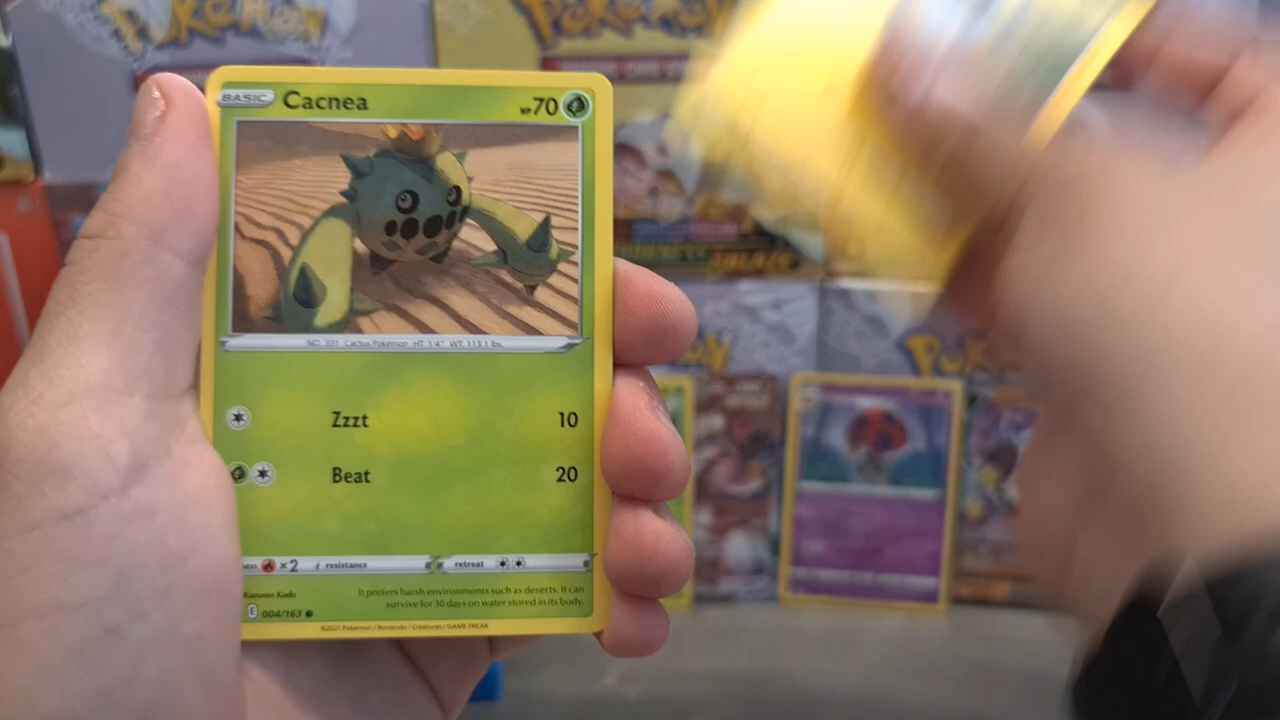 Pokémon
Pokémon
BASIC Cacnea HP70
NO. 331 Cactus Pokémon HT: 1'4" WT: 113.1 lbs.
Zzzt 10
Beat 20
×2 resistance retreat
It prefers harsh environments such as deserts. It can
survive for 30 days on water stored in its body.
E 004/163
©2021 Pokémon / Nintendo / Creatures / GAME FREAK